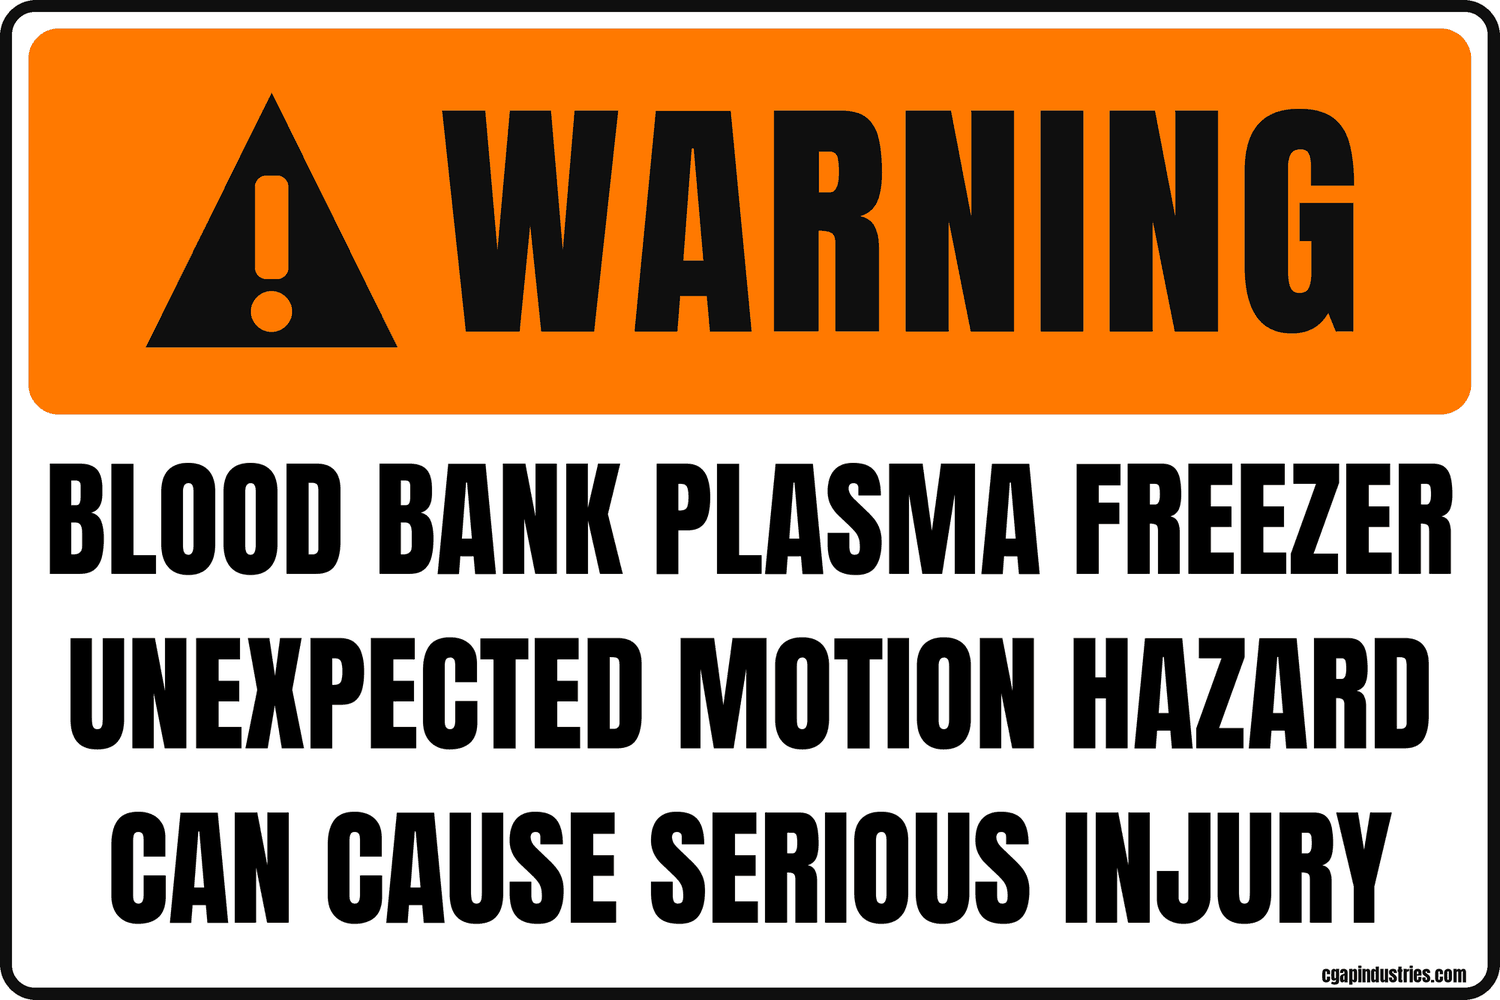 WARNING
BLOOD BANK PLASMA FREEZER
UNEXPECTED MOTION HAZARD
CAN CAUSE SERIOUS INJURY
cgapindustries.com